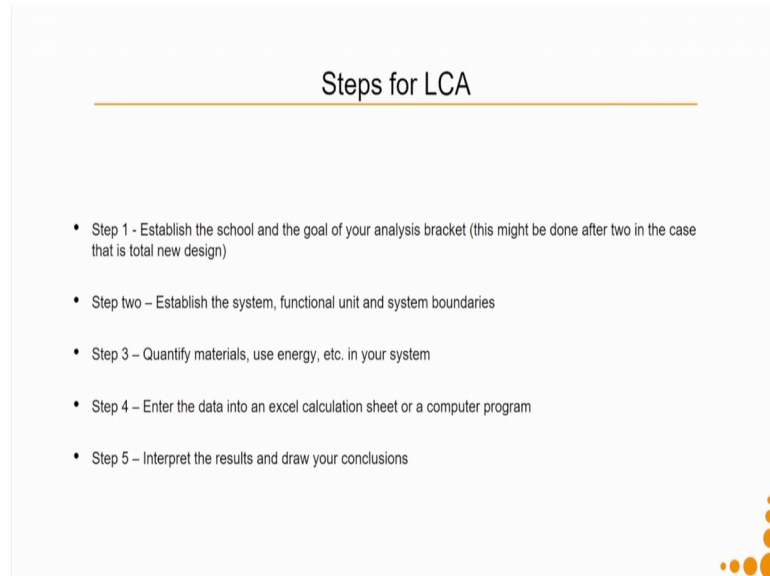 Steps for LCA
• Step 1 - Establish the school and the goal of your analysis bracket (this might be done after two in the case
that is total new design)
• Step two – Establish the system, functional unit and system boundaries
• Step 3 – Quantify materials, use energy, etc. in your system
• Step 4 – Enter the data into an excel calculation sheet or a computer program
• Step 5 – Interpret the results and draw your conclusions